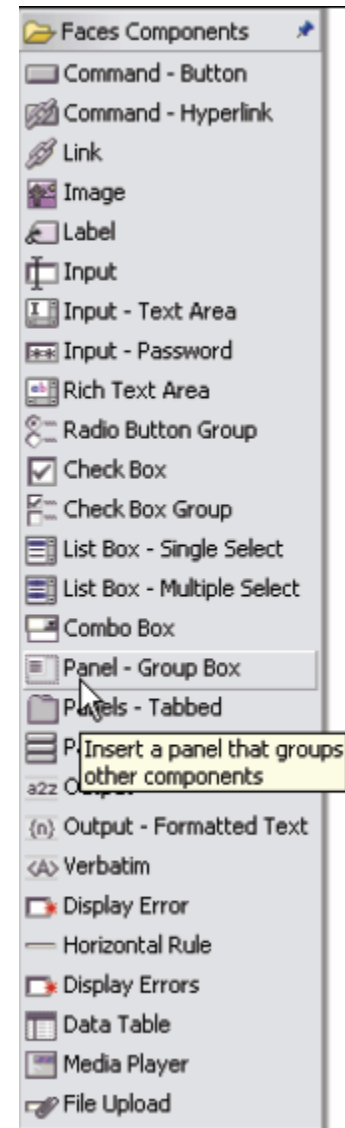 Faces Components
Command - Button
Command - Hyperlink
Link
Image
Label
Input
Input - Text Area
Input - Password
Rich Text Area
Radio Button Group
Check Box
Check Box Group
List Box - Single Select
List Box - Multiple Select
Combo Box
Panel - Group Box
Panels - Tabbed
Insert a panel that groups
other components
a2z
{n} Output - Formatted Text
<A> Verbatim
Display Error
Horizontal Rule
Display Errors
Data Table
Media Player
File Upload